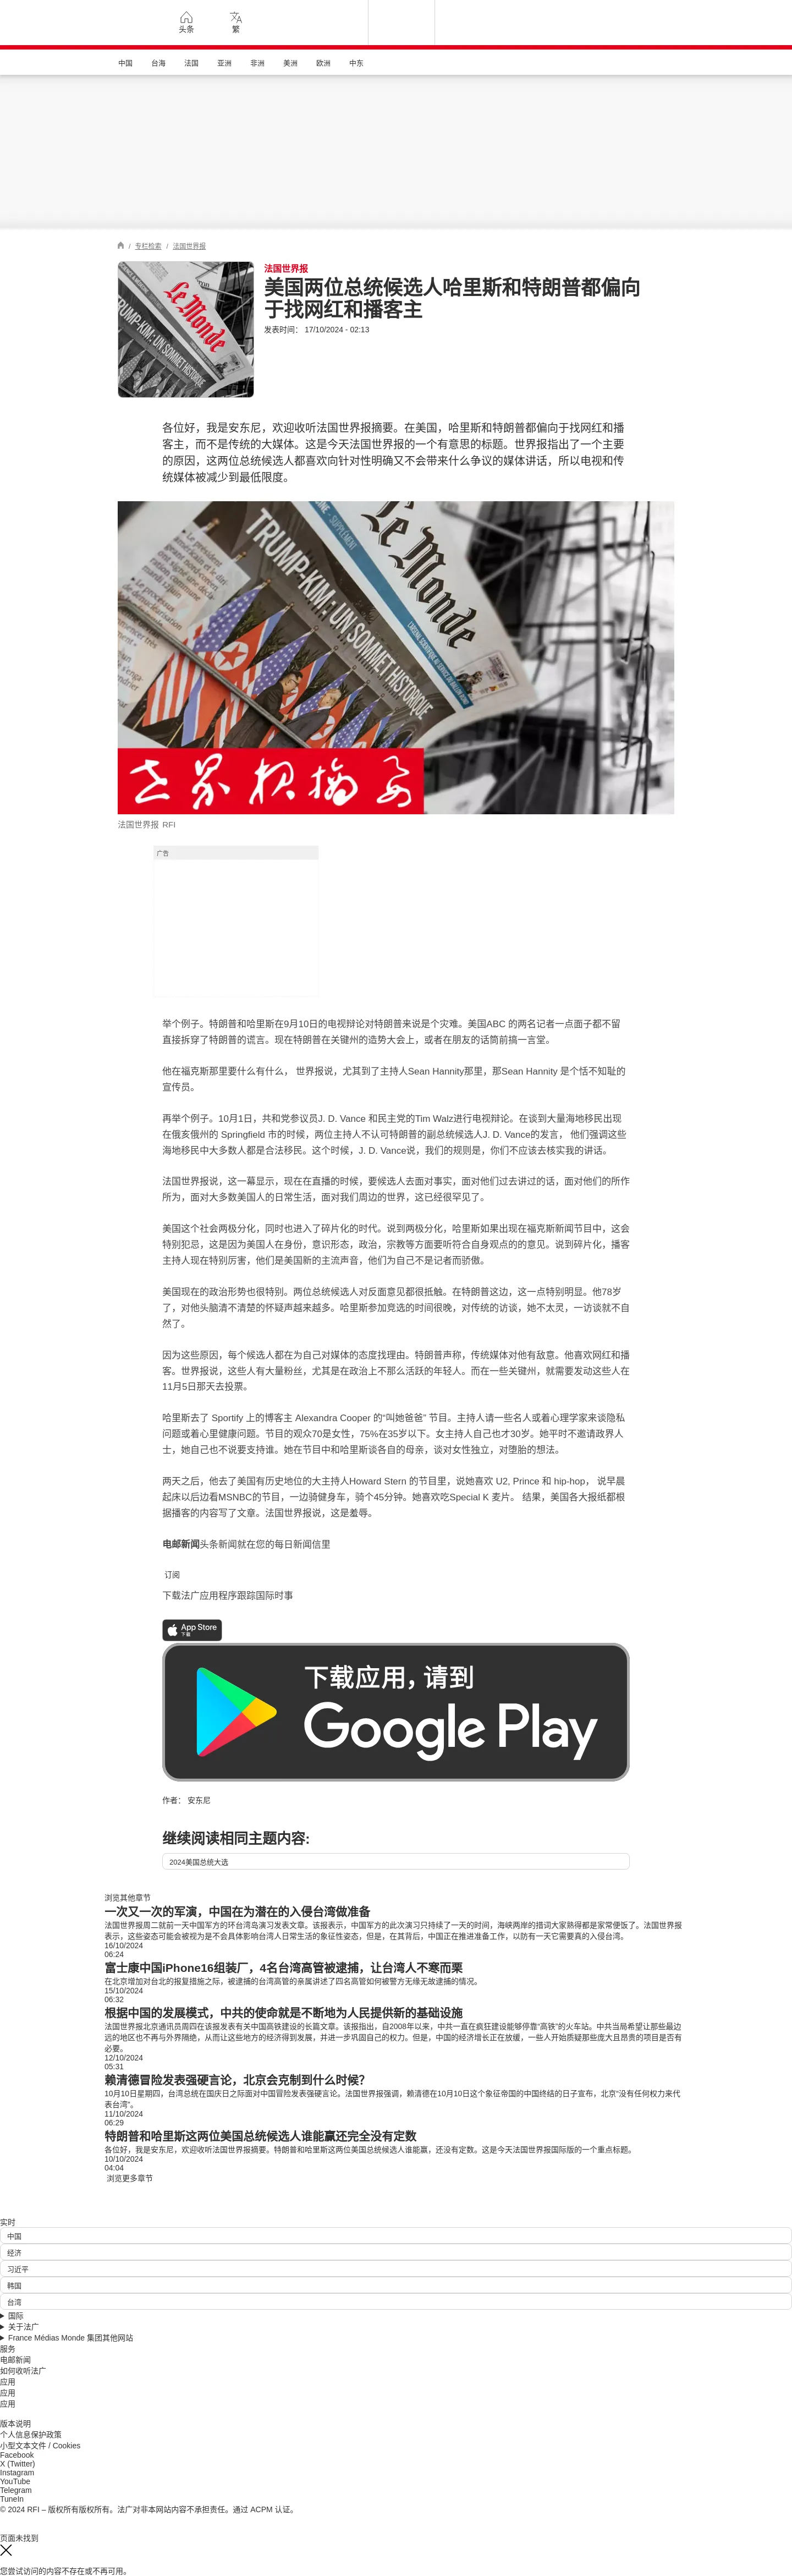 头条
繁
中国 台海 法国 亚洲 非洲 美洲 欧洲 中东
/ 专栏检索 / 法国世界报
法国世界报
美国两位总统候选人哈里斯和特朗普都偏向
于找网红和播客主
发表时间： 17/10/2024 - 02:13
Le Monde
TRUMP-KIM : UN SOMMET HISTORIQUE
各位好，我是安东尼，欢迎收听法国世界报摘要。在美国，哈里斯和特朗普都偏向于找网红和播
客主，而不是传统的大媒体。这是今天法国世界报的一个有意思的标题。世界报指出了一个主要
的原因，这两位总统候选人都喜欢向针对性明确又不会带来什么争议的媒体讲话，所以电视和传
统媒体被减少到最低限度。
Le Monde
TRUMP-KIM : UN SOMMET HISTORIQUE
世界报摘要
法国世界报 RFI
广告
举个例子。特朗普和哈里斯在9月10日的电视辩论对特朗普来说是个灾难。美国ABC 的两名记者一点面子都不留
直接拆穿了特朗普的谎言。现在特朗普在关键州的造势大会上，或者在朋友的话筒前搞一言堂。
他在福克斯那里要什么有什么， 世界报说，尤其到了主持人Sean Hannity那里，那Sean Hannity 是个恬不知耻的
宣传员。
再举个例子。10月1日，共和党参议员J. D. Vance 和民主党的Tim Walz进行电视辩论。在谈到大量海地移民出现
在俄亥俄州的 Springfield 市的时候，两位主持人不认可特朗普的副总统候选人J. D. Vance的发言， 他们强调这些
海地移民中大多数人都是合法移民。这个时候，J. D. Vance说，我们的规则是，你们不应该去核实我的讲话。
法国世界报说，这一幕显示，现在在直播的时候，要候选人去面对事实，面对他们过去讲过的话，面对他们的所作
所为，面对大多数美国人的日常生活，面对我们周边的世界，这已经很罕见了。
美国这个社会两极分化，同时也进入了碎片化的时代。说到两极分化，哈里斯如果出现在福克斯新闻节目中，这会
特别犯忌，这是因为美国人在身份，意识形态，政治，宗教等方面要听符合自身观点的的意见。说到碎片化，播客
主持人现在特别厉害，他们是美国新的主流声音，他们为自己不是记者而骄傲。
美国现在的政治形势也很特别。两位总统候选人对反面意见都很抵触。在特朗普这边，这一点特别明显。他78岁
了，对他头脑清不清楚的怀疑声越来越多。哈里斯参加竞选的时间很晚，对传统的访谈，她不太灵，一访谈就不自
然了。
因为这些原因，每个候选人都在为自己对媒体的态度找理由。特朗普声称，传统媒体对他有敌意。他喜欢网红和播
客。世界报说，这些人有大量粉丝，尤其是在政治上不那么活跃的年轻人。而在一些关键州，就需要发动这些人在
11月5日那天去投票。
哈里斯去了 Sportify 上的博客主 Alexandra Cooper 的“叫她爸爸” 节目。主持人请一些名人或着心理学家来谈隐私
问题或着心里健康问题。节目的观众70是女性，75%在35岁以下。女主持人自己也才30岁。她平时不邀请政界人
士，她自己也不说要支持谁。她在节目中和哈里斯谈各自的母亲，谈对女性独立，对堕胎的想法。
两天之后，他去了美国有历史地位的大主持人Howard Stern 的节目里，说她喜欢 U2, Prince 和 hip-hop， 说早晨
起床以后边看MSNBC的节目，一边骑健身车，骑个45分钟。她喜欢吃Special K 麦片。 结果，美国各大报纸都根
据播客的内容写了文章。法国世界报说，这是羞辱。
电邮新闻头条新闻就在您的每日新闻信里
订阅
下载法广应用程序跟踪国际时事
App Store
下载
下载应用，请到
Google Play
作者： 安东尼
继续阅读相同主题内容:
2024美国总统大选
浏览其他章节
一次又一次的军演，中国在为潜在的入侵台湾做准备
法国世界报周二就前一天中国军方的环台湾岛演习发表文章。该报表示，中国军方的此次演习只持续了一天的时间，海峡两岸的措词大家熟得都是家常便饭了。法国世界报
表示，这些姿态可能会被视为是不会具体影响台湾人日常生活的象征性姿态，但是，在其背后，中国正在推进准备工作，以防有一天它需要真的入侵台湾。
16/10/2024
06:24
富士康中国iPhone16组装厂，4名台湾高管被逮捕，让台湾人不寒而栗
在北京增加对台北的报复措施之际，被逮捕的台湾高管的亲属讲述了四名高管如何被警方无缘无故逮捕的情况。
15/10/2024
06:32
根据中国的发展模式，中共的使命就是不断地为人民提供新的基础设施
法国世界报北京通讯员周四在该报发表有关中国高铁建设的长篇文章。该报指出，自2008年以来，中共一直在疯狂建设能够停靠“高铁”的火车站。中共当局希望让那些最边
远的地区也不再与外界隔绝，从而让这些地方的经济得到发展，并进一步巩固自己的权力。但是，中国的经济增长正在放缓，一些人开始质疑那些庞大且昂贵的项目是否有
必要。
12/10/2024
05:31
赖清德冒险发表强硬言论，北京会克制到什么时候?
10月10日星期四，台湾总统在国庆日之际面对中国冒险发表强硬言论。法国世界报强调，赖清德在10月10日这个象征帝国的中国终结的日子宣布，北京“没有任何权力来代
表台湾”。
11/10/2024
06:29
特朗普和哈里斯这两位美国总统候选人谁能赢还完全没有定数
各位好，我是安东尼，欢迎收听法国世界报摘要。特朗普和哈里斯这两位美国总统候选人谁能赢，还没有定数。这是今天法国世界报国际版的一个重点标题。
10/10/2024
04:04
浏览更多章节
实时
中国
经济
习近平
韩国
台湾
国际
关于法广
France Médias Monde 集团其他网站
服务
电邮新闻
如何收听法广
应用
应用
应用
版本说明
个人信息保护政策
小型文本文件 / Cookies
Facebook
X (Twitter)
Instagram
YouTube
Telegram
TuneIn
© 2024 RFI – 版权所有版权所有。法广对非本网站内容不承担责任。通过 ACPM 认证。
页面未找到
您尝试访问的内容不存在或不再可用。